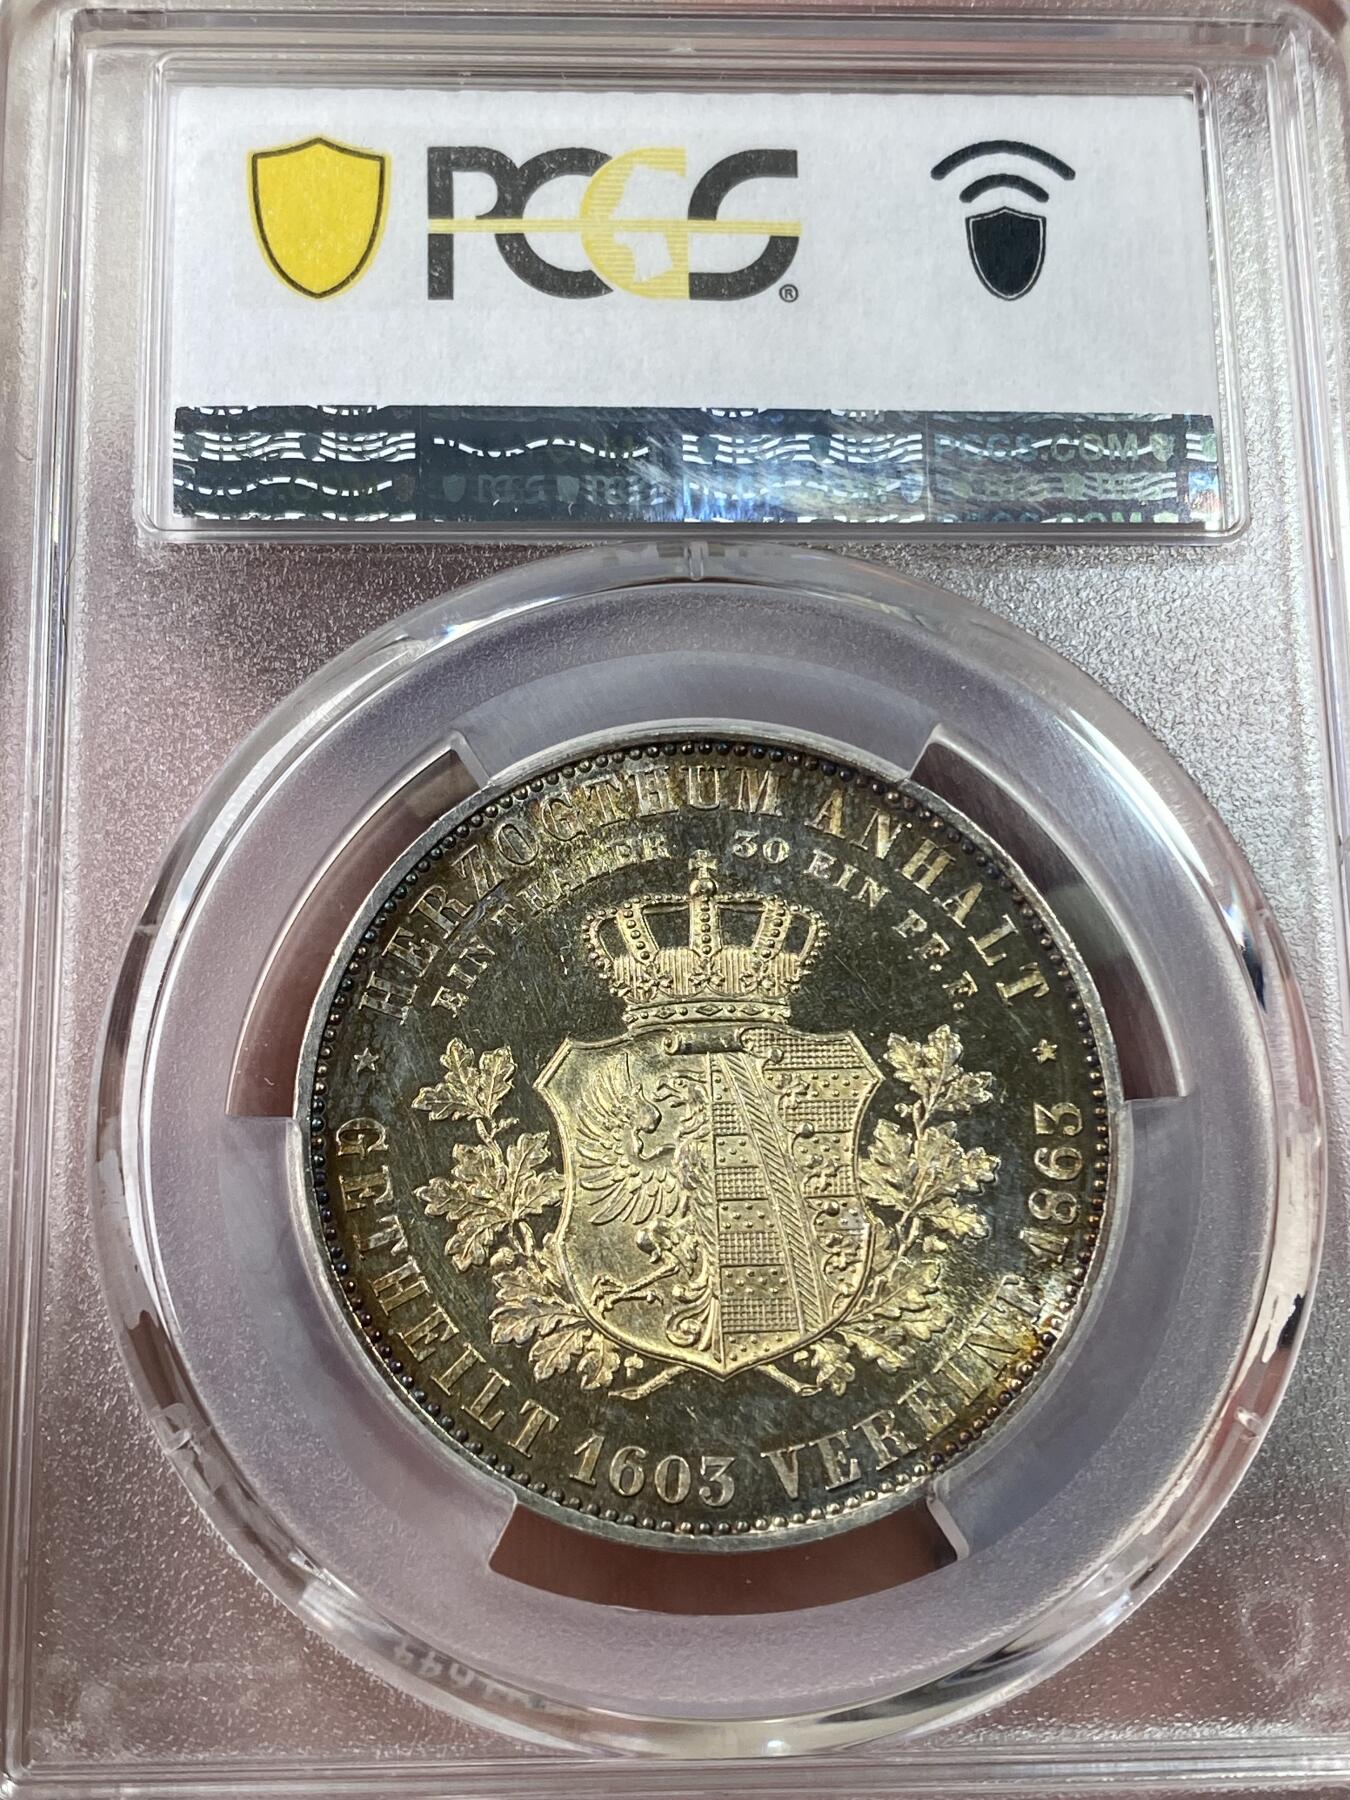 PCGS®
PCGS.COM
HERZOGTHUM ANHALT
EIN THALER 30 EIN PF. F.
GETHEILT 1603 VEREINT 1863